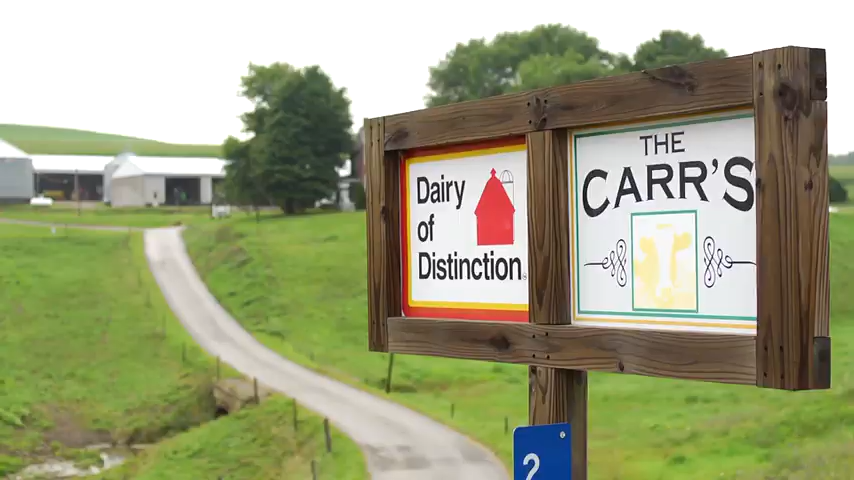 Dairy
of
Distinction
THE
CARR'S
2